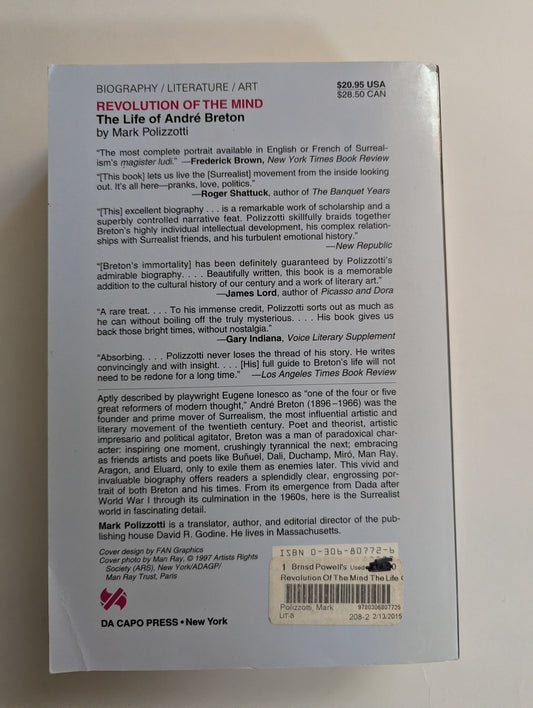 BIOGRAPHY / LITERATURE / ART
$20.95 USA
$28.50 CAN
REVOLUTION OF THE MIND
The Life of André Breton
by Mark Polizzotti
"The most complete portrait available in English or French of Surreal-
ism's magister ludi." —Frederick Brown, New York Times Book Review
"[This book] lets us live the [Surrealist] movement from the inside looking
out. It's all here—pranks, love, politics."
—Roger Shattuck, author of The Banquet Years
"[This] excellent biography . . . is a remarkable work of scholarship and a
superbly controlled narrative feat. Polizzotti skillfully braids together
Breton's highly individual intellectual development, his complex relation-
ships with Surrealist friends, and his turbulent emotional history."
—New Republic
"[Breton's immortality] has been definitely guaranteed by Polizzotti's
admirable biography. . . . Beautifully written, this book is a memorable
addition to the cultural history of our century and a work of literary art."
—James Lord, author of Picasso and Dora
"A rare treat. . . . To his immense credit, Polizzotti sorts out as much as
he can without boiling off the truly mysterious. . . . His book gives us
back those bright times, without nostalgia."
—Gary Indiana, Voice Literary Supplement
"Absorbing. . . . Polizzotti never loses the thread of his story. He writes
convincingly and with insight. . . . [His] full guide to Breton's life will not
need to be redone for a long time." —Los Angeles Times Book Review
Aptly described by playwright Eugene Ionesco as "one of the four or five
great reformers of modern thought," André Breton (1896–1966) was the
founder and prime mover of Surrealism, the most influential artistic and
literary movement of the twentieth century. Poet and theorist, artistic
impresario and political agitator, Breton was a man of paradoxical char-
acter: inspiring one moment, crushingly tyrannical the next; embracing
as friends artists and poets like Buñuel, Dali, Duchamp, Miró, Man Ray,
Aragon, and Eluard, only to exile them as enemies later. This vivid and
invaluable biography offers readers a splendidly clear, engrossing por-
trait of both Breton and his times. From its emergence from Dada after
World War I through its culmination in the 1960s, here is the Surrealist
world in fascinating detail.
Mark Polizzotti is a translator, author, and editorial director of the pub-
lishing house David R. Godine. He lives in Massachusetts.
Cover design by FAN Graphics
Cover photo by Man Ray, © 1997 Artists Rights
Society (ARS), New York/ADAGP/
Man Ray Trust, Paris
DA CAPO PRESS • New York
ISBN 0-306-80772-6
1 Brnsd Powell's Used
Revolution Of The Mind The Life
Polizzotti, Mark
9780306807725
LIT-B
208-2 2/13/2015